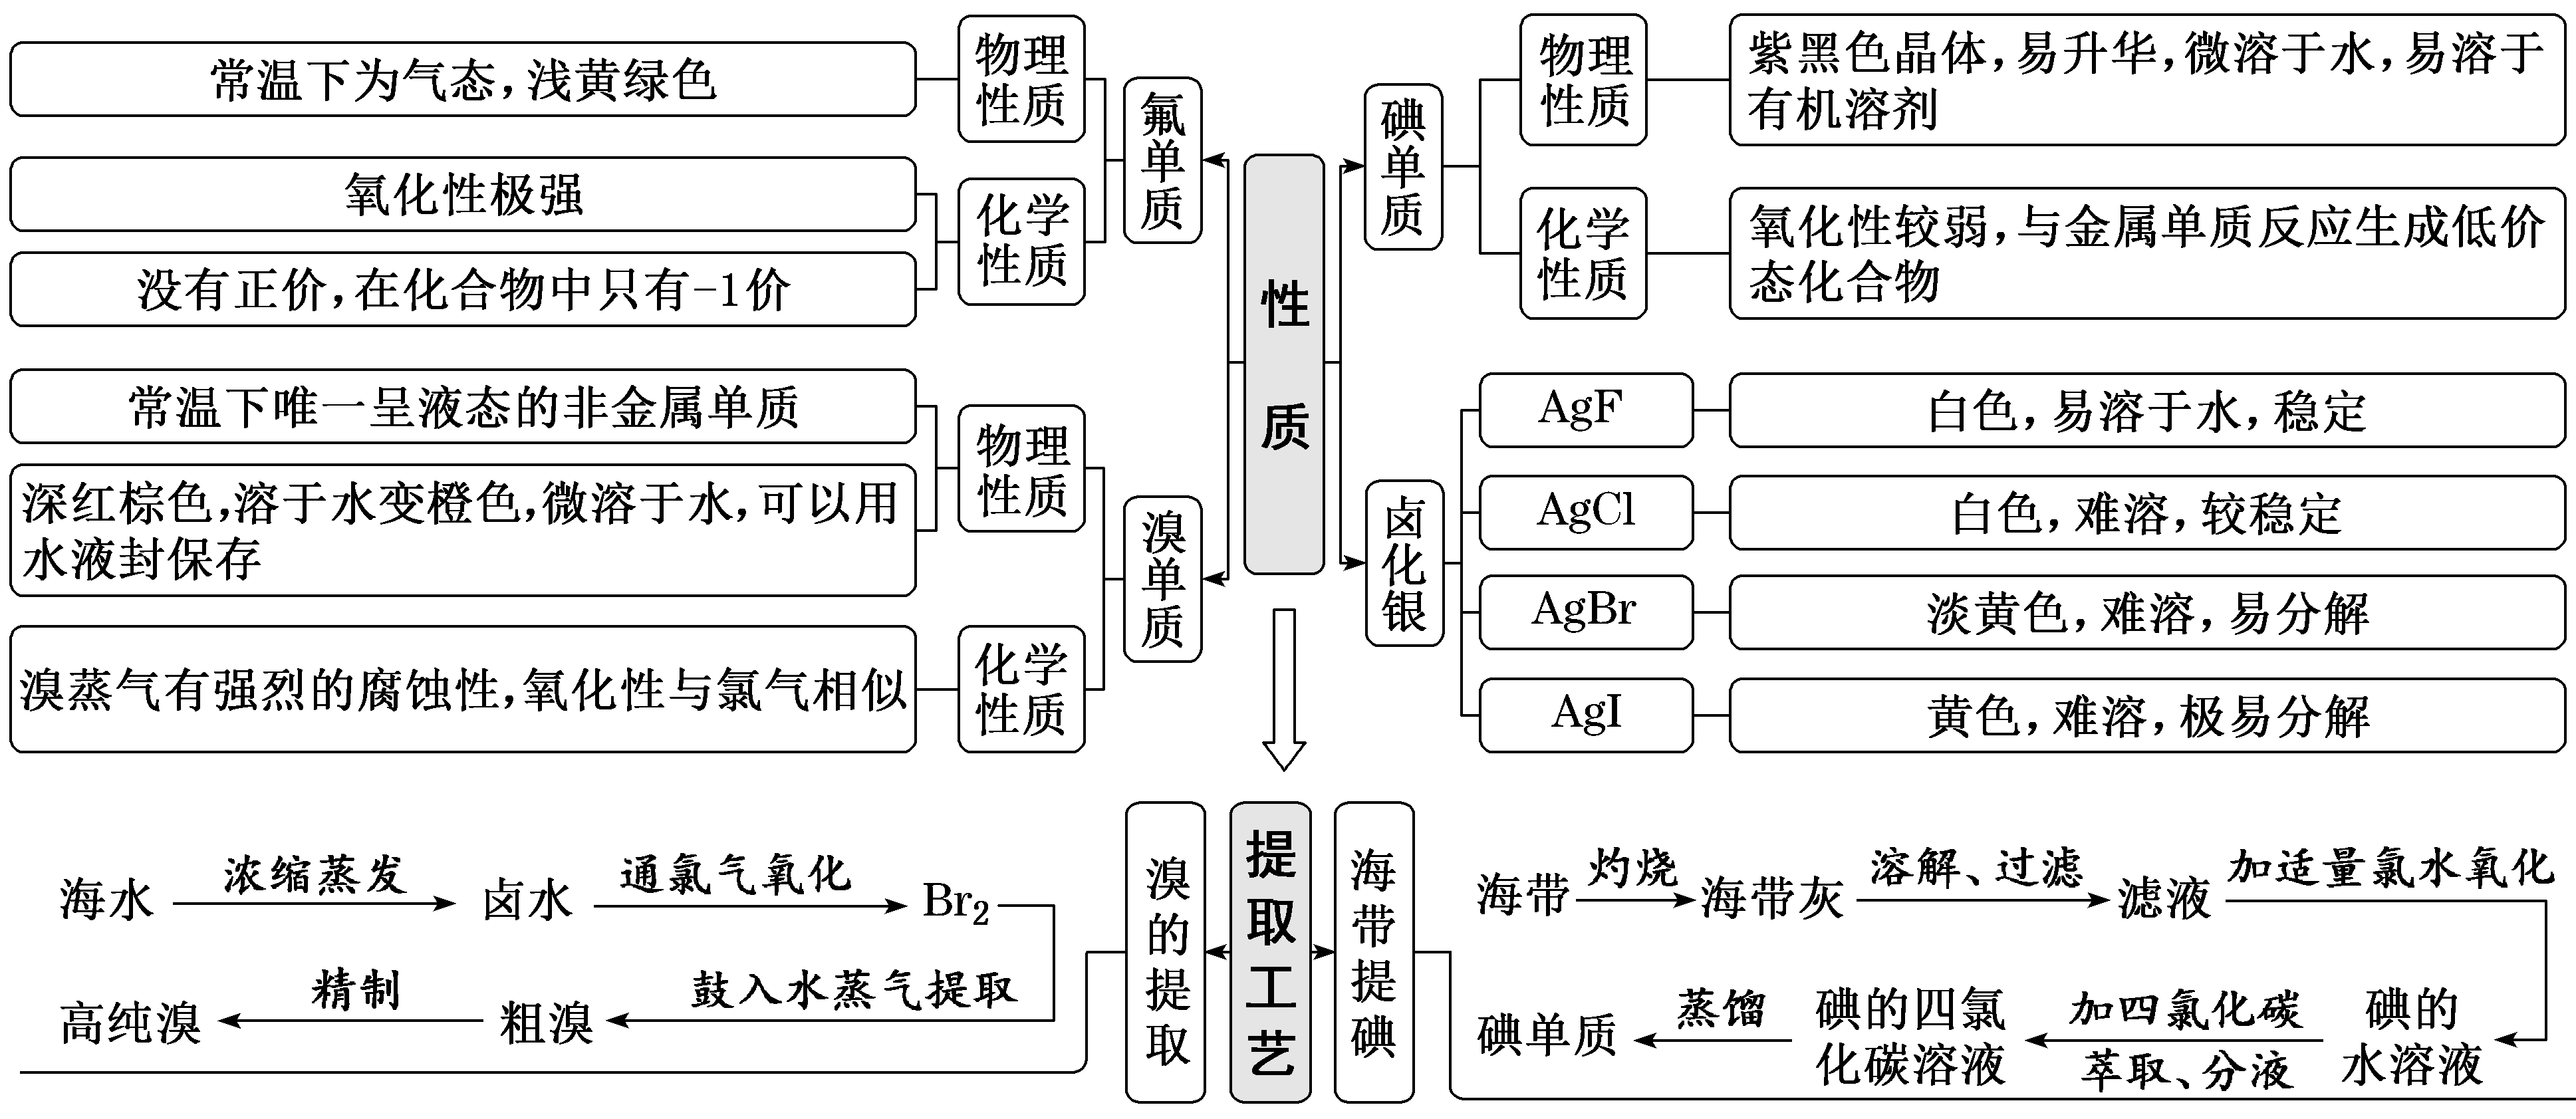 性质
氟单质
物理
性质
常温下为气态，浅黄绿色
化学
性质
氧化性极强
没有正价，在化合物中只有-1价
溴单质
物理
性质
常温下唯一呈液态的非金属单质
深红棕色，溶于水变橙色，微溶于水，可以用
水液封保存
化学
性质
溴蒸气有强烈的腐蚀性，氧化性与氯气相似
碘单质
物理
性质
紫黑色晶体，易升华，微溶于水，易溶于
有机溶剂
化学
性质
氧化性较弱，与金属单质反应生成低价
态化合物
卤化银
AgF
白色，易溶于水，稳定
AgCl
白色，难溶，较稳定
AgBr
淡黄色，难溶，易分解
AgI
黄色，难溶，极易分解
提取工艺
溴的提取
海水
浓缩蒸发
卤水
通氯气氧化
Br₂
鼓入水蒸气提取
粗溴
精制
高纯溴
海带提碘
海带
灼烧
海带灰
溶解、过滤
滤液
加适量氯水氧化
碘的
水溶液
加四氯化碳
萃取、分液
碘的四氯
化碳溶液
蒸馏
碘单质